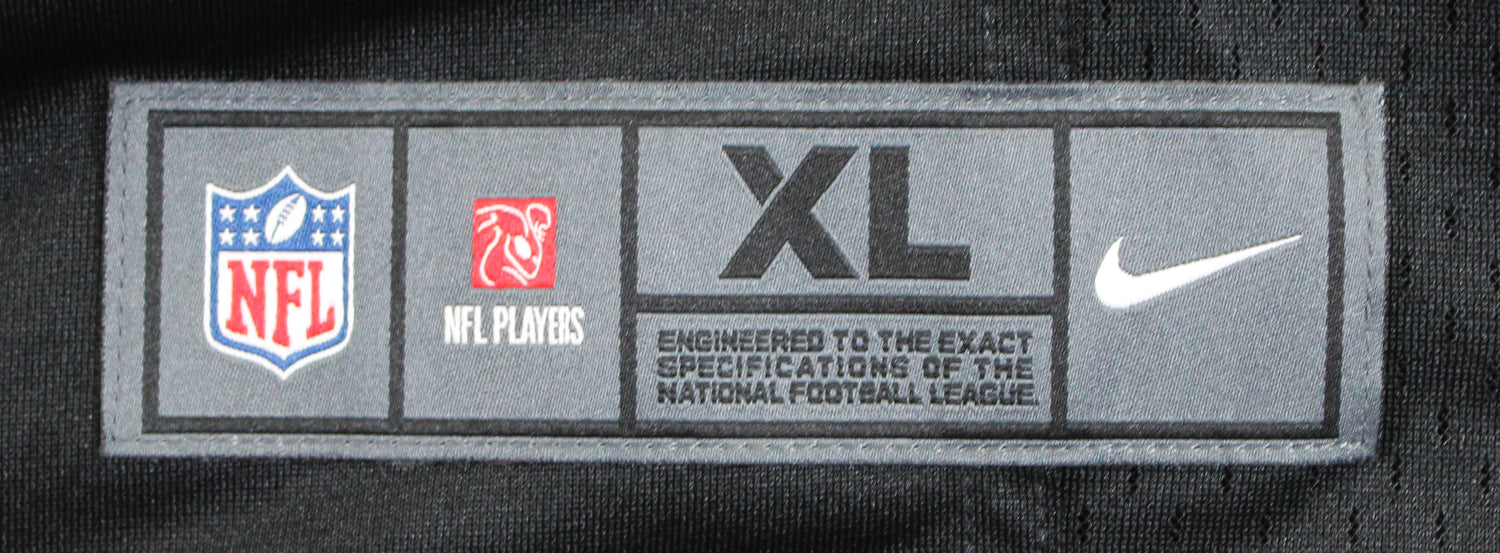 NFL
NFL PLAYERS
XL
ENGINEERED TO THE EXACT
SPECIFICATIONS OF THE
NATIONAL FOOTBALL LEAGUE.